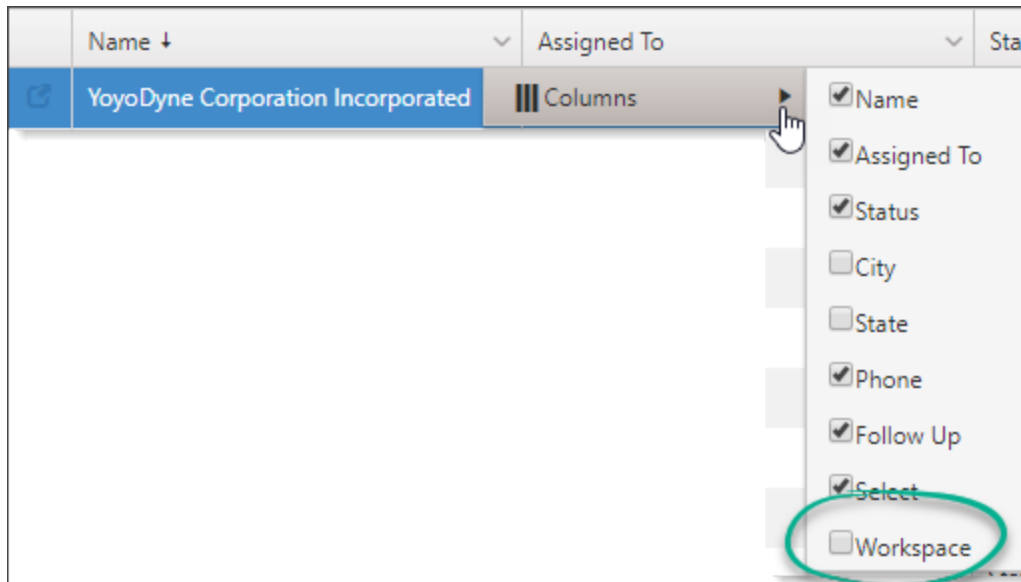 Name ↓
Assigned To
Sta
YoyoDyne Corporation Incorporated
Columns
Name
Assigned To
Status
City
State
Phone
Follow Up
Select
Workspace